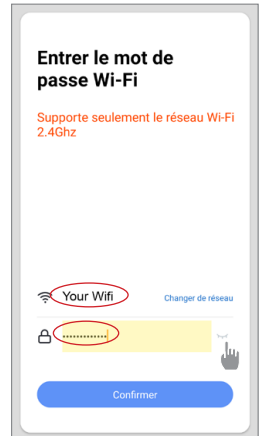 Entrer le mot de
passe Wi-Fi
Supporte seulement le réseau Wi-Fi
2.4Ghz
Your Wifi
Changer de réseau
Confirmer